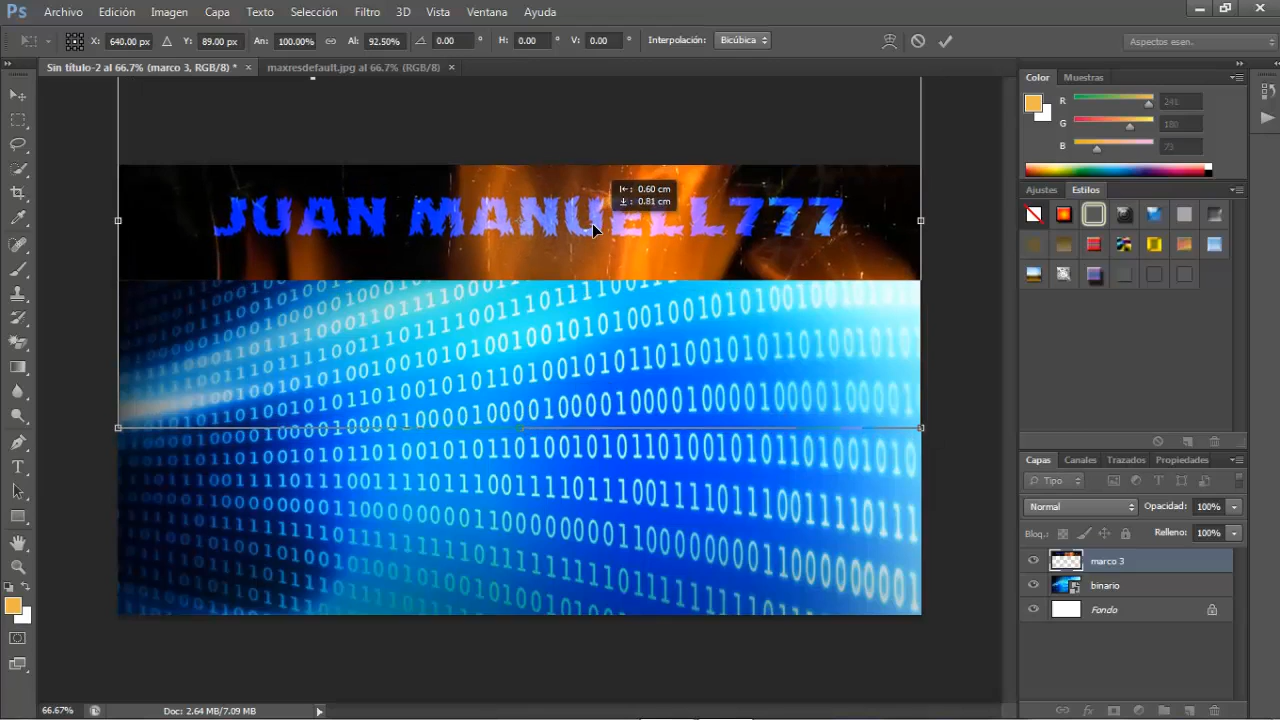 Ps Archivo Edición Imagen Capa Texto Selección Filtro 3D Vista Ventana Ayuda
X: 640.00 px Y: 89.00 px An: 100.00% Al: 92.50% 0.00 ° H: 0.00 ° V: 0.00 ° Interpolación: Bicúbica Aspectos esen.
Sin título-2 al 66.7% (marco 3, RGB/8) * × maxresdefault.jpg al 66.7% (RGB/8) ×
Color Muestras
R 241
G 180
B 73
Ajustes Estilos
0.60 cm
0.81 cm
JUAN MANUELL777
Capas Canales Trazados Propiedades
Tipo
Normal Opacidad: 100%
Bloq.: Relleno: 100%
marco 3
binario
Fondo
66.67% Doc: 2.64 MB/7.09 MB